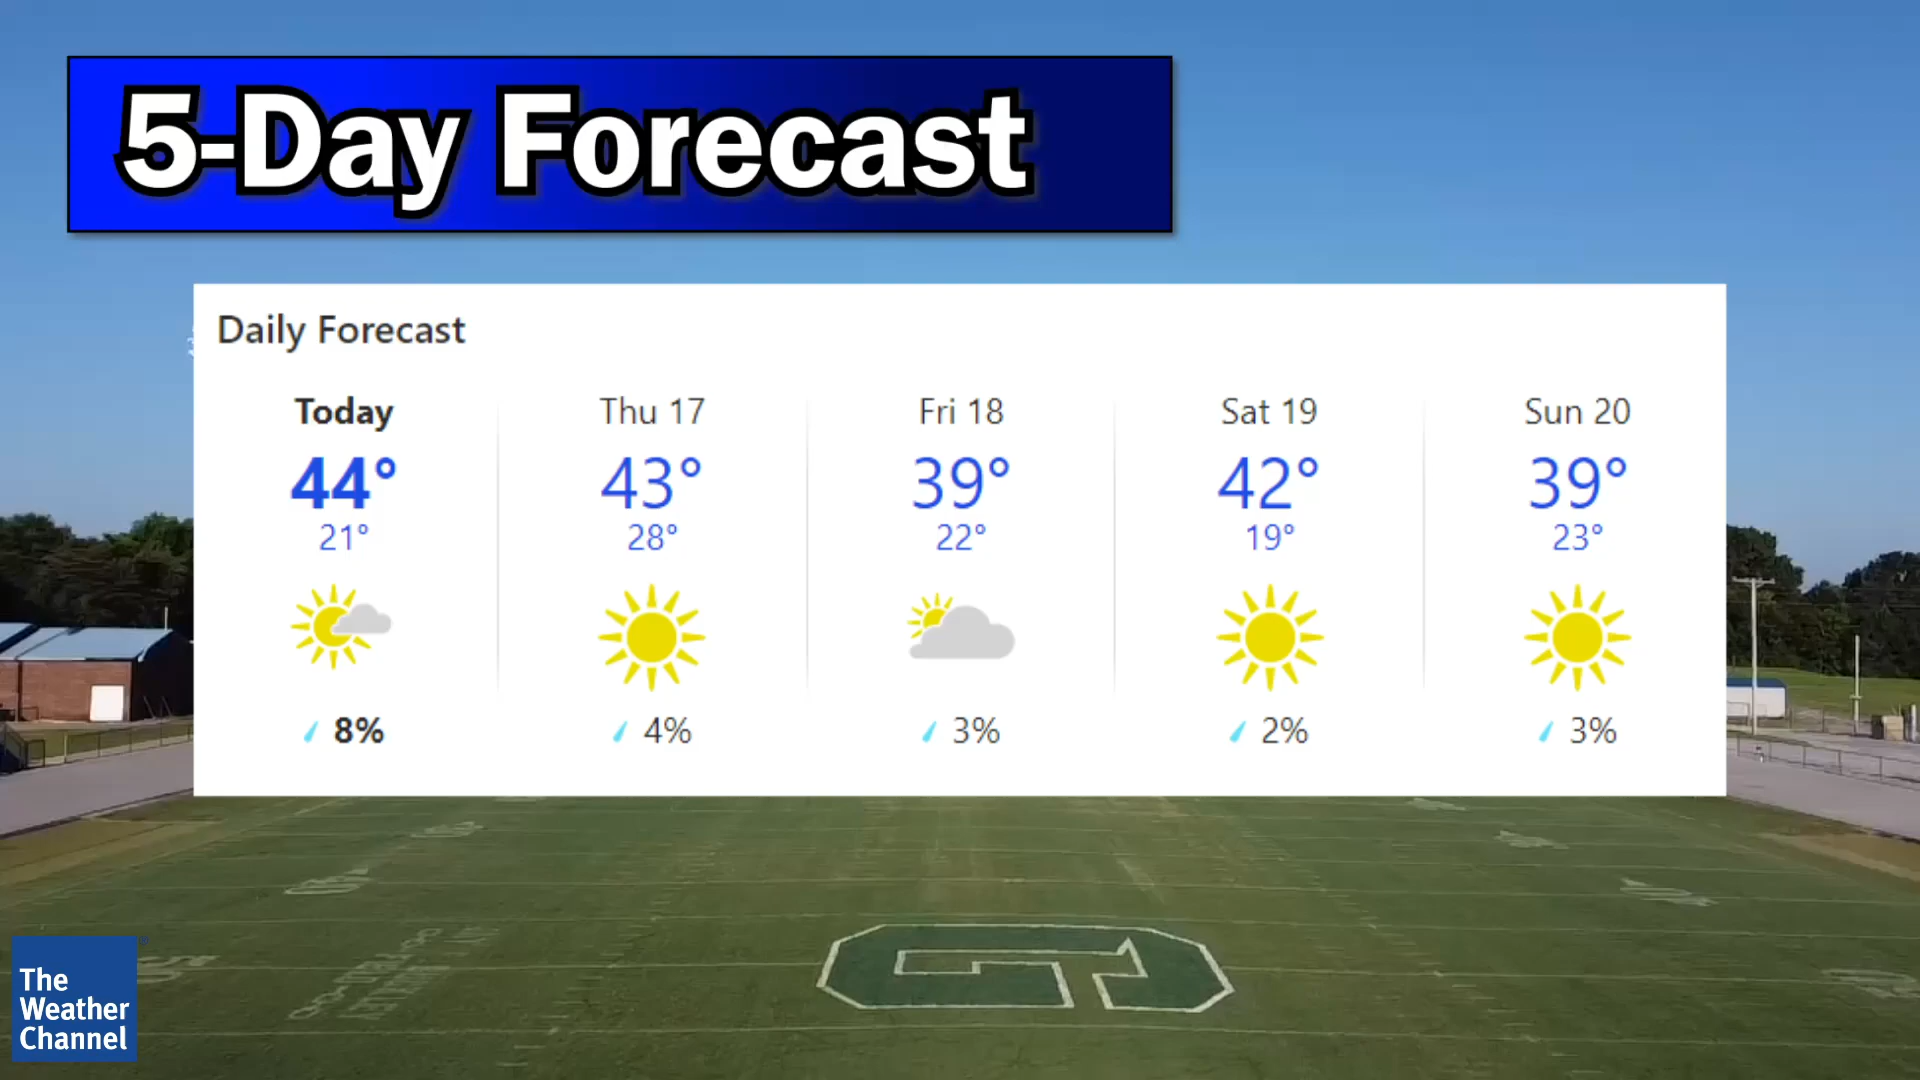 5-Day Forecast
Daily Forecast
Today
44°
21°
8%
Thu 17
43°
28°
4%
Fri 18
39°
22°
3%
Sat 19
42°
19°
2%
Sun 20
39°
23°
3%
G
The
Weather
Channel